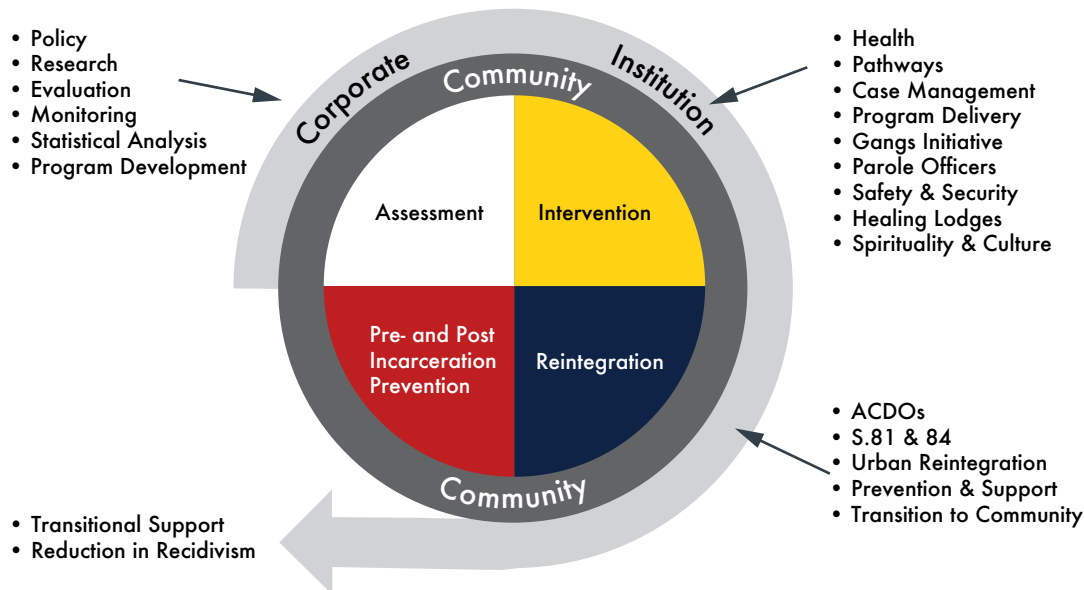 • Policy
• Research
• Evaluation
• Monitoring
• Statistical Analysis
• Program Development
Corporate
Community
Institution
• Health
• Pathways
• Case Management
• Program Delivery
• Gangs Initiative
• Parole Officers
• Safety & Security
• Healing Lodges
• Spirituality & Culture
Assessment
Intervention
Pre- and Post
Incarceration
Prevention
Reintegration
Community
• ACDOs
• S.81 & 84
• Urban Reintegration
• Prevention & Support
• Transition to Community
• Transitional Support
• Reduction in Recidivism